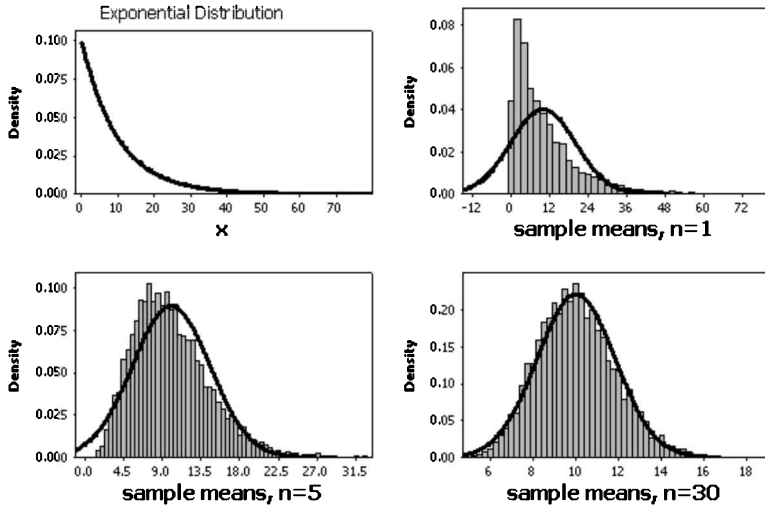 Exponential Distribution
0.100
0.075
0.050
0.025
0.000
Density
0 10 20 30 40 50 60 70
x
0.08
0.06
0.04
0.02
0.00
Density
-12 0 12 24 36 48 60 72
sample means, n=1
0.100
0.075
0.050
0.025
0.000
Density
0.0 4.5 9.0 13.5 18.0 22.5 27.0 31.5
sample means, n=5
0.20
0.15
0.10
0.05
0.00
Density
6 8 10 12 14 16 18
sample means, n=30